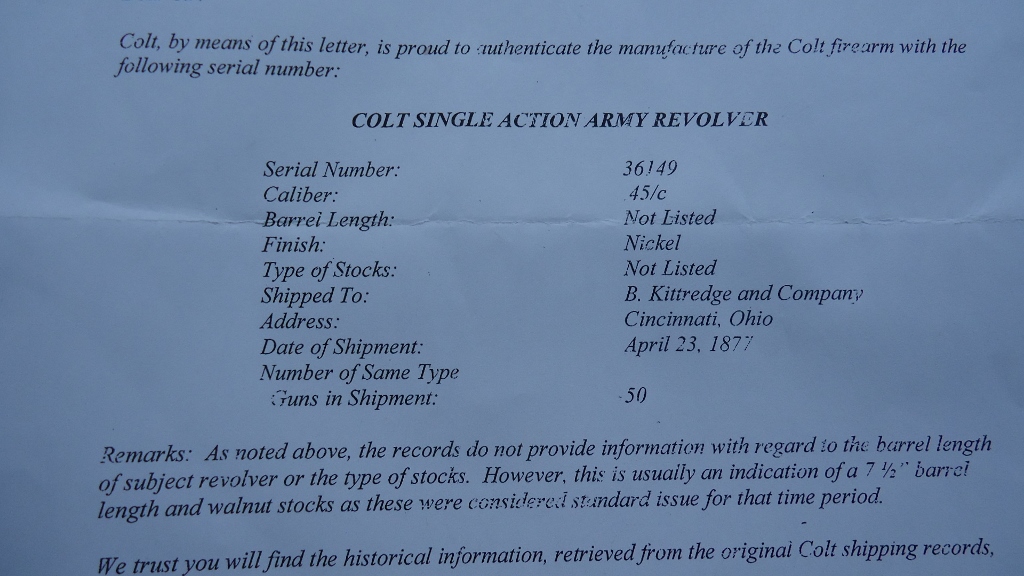 Colt, by means of this letter, is proud to authenticate the manufacture of the Colt firearm with the
following serial number:
COLT SINGLE ACTION ARMY REVOLVER
Serial Number: 36149
Caliber: .45/c
Barrel Length: Not Listed
Finish: Nickel
Type of Stocks: Not Listed
Shipped To: B. Kittredge and Company
Address: Cincinnati, Ohio
Date of Shipment: April 23, 1877
Number of Same Type
Guns in Shipment: 50
Remarks: As noted above, the records do not provide information with regard to the barrel length
of subject revolver or the type of stocks. However, this is usually an indication of a 7 ½" barrel
length and walnut stocks as these were considered standard issue for that time period.
We trust you will find the historical information, retrieved from the original Colt shipping records,